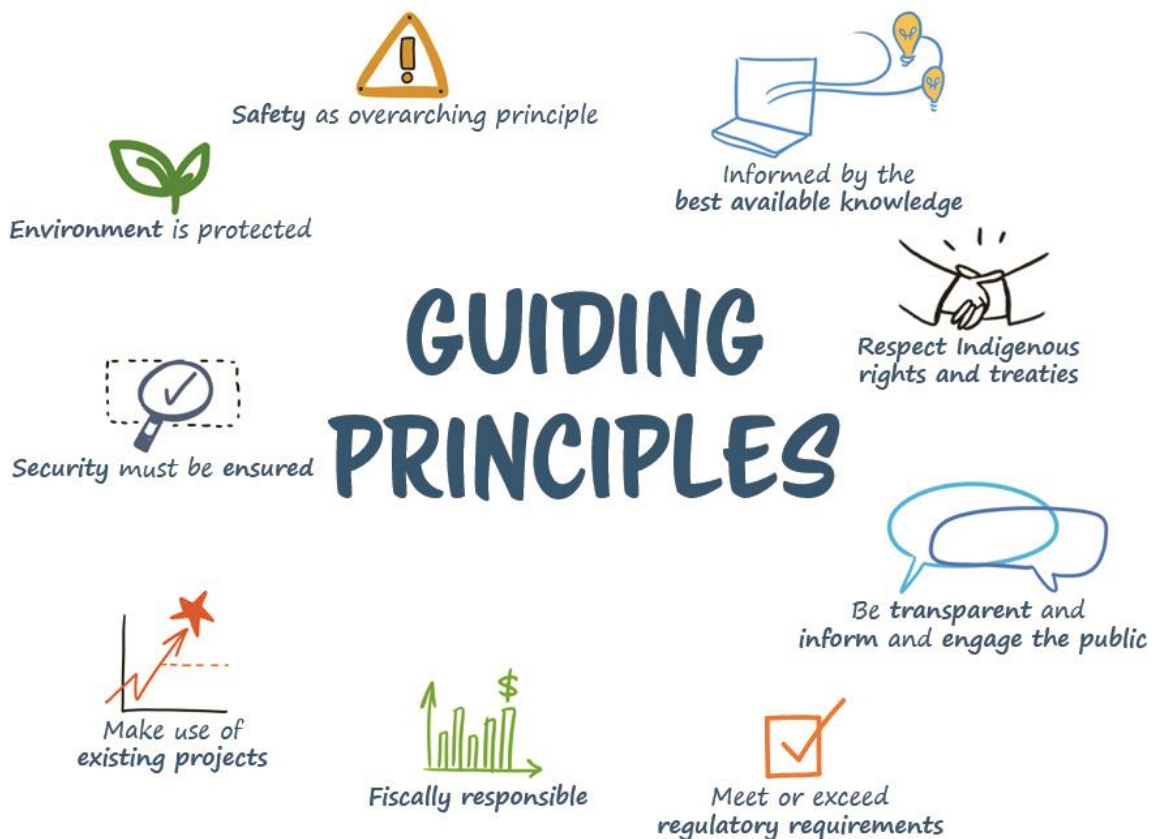 GUIDING
PRINCIPLES
Safety as overarching principle
Informed by the
best available knowledge
Respect Indigenous
rights and treaties
Be transparent and
inform and engage the public
Meet or exceed
regulatory requirements
$
Fiscally responsible
Make use of
existing projects
Security must be ensured
Environment is protected